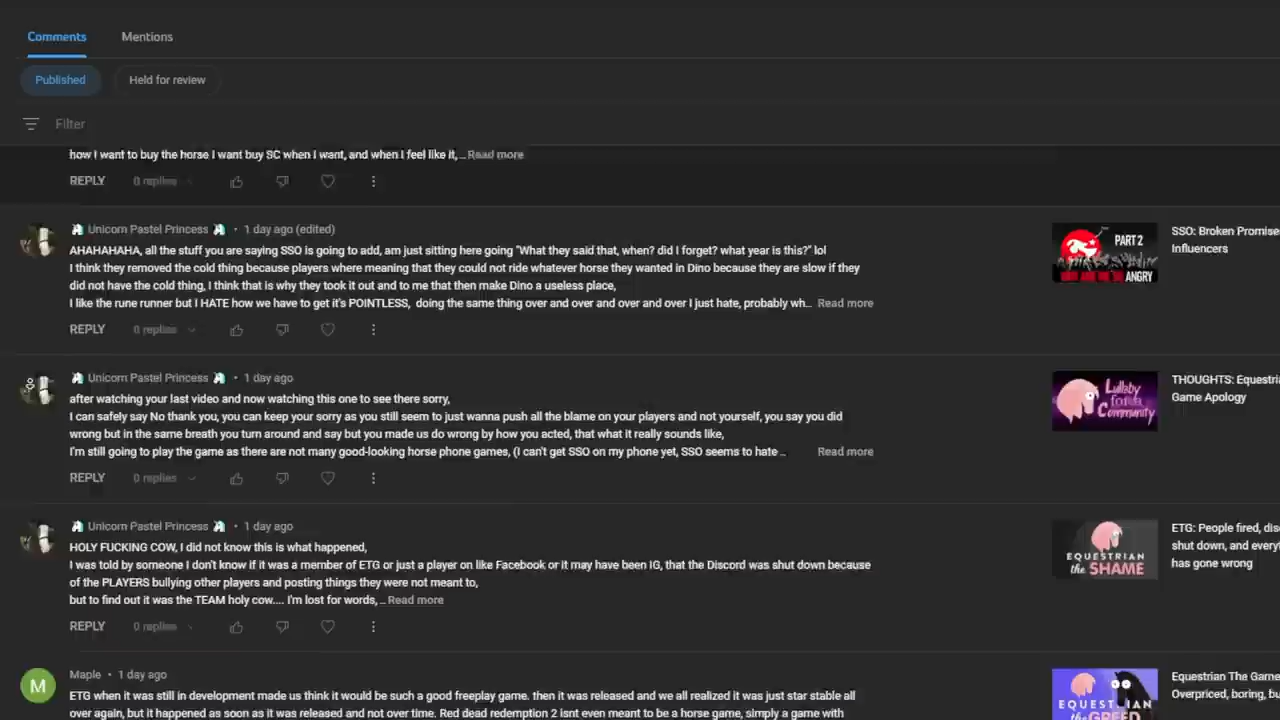 Comments Mentions
Published Held for review
Filter
how I want to buy the horse I want buy SC when I want, and when I feel like it, ... Read more
REPLY 0 replies
Unicorn Pastel Princess • 1 day ago (edited)
AHAHAHAHA, all the stuff you are saying SSO is going to add, am just sitting here going "What they said that, when? did I forget? what year is this?" lol
I think they removed the cold thing because players where meaning that they could not ride whatever horse they wanted in Dino because they are slow if they
did not have the cold thing, I think that is why they took it out and to me that then make Dino a useless place,
I like the rune runner but I HATE how we have to get it's POINTLESS, doing the same thing over and over and over and over I just hate, probably wh... Read more
REPLY 0 replies
PART 2
ANGRY
SSO: Broken Promise
Influencers
Unicorn Pastel Princess • 1 day ago
after watching your last video and now watching this one to see there sorry,
I can safely say No thank you, you can keep your sorry as you still seem to just wanna push all the blame on your players and not yourself, you say you did
wrong but in the same breath you turn around and say but you made us do wrong by how you acted, that what it really sounds like,
I'm still going to play the game as there are not many good-looking horse phone games, (I can't get SSO on my phone yet, SSO seems to hate ... Read more
REPLY 0 replies
Lullaby
for a
Community
THOUGHTS: Equestri
Game Apology
Unicorn Pastel Princess • 1 day ago
HOLY FUCKING COW, I did not know this is what happened,
I was told by someone I don't know if it was a member of ETG or just a player on like Facebook or it may have been IG, that the Discord was shut down because
of the PLAYERS bullying other players and posting things they were not meant to,
but to find out it was the TEAM holy cow.... I'm lost for words, ... Read more
REPLY 0 replies
EQUESTRIAN
the SHAME
ETG: People fired, dis
shut down, and everyt
has gone wrong
M
Maple • 1 day ago
ETG when it was still in development made us think it would be such a good freeplay game. then it was released and we all realized it was just star stable all
over again, but it happened as soon as it was released and not over time. Red dead redemption 2 isnt even meant to be a horse game, simply a game with
the GREED
Equestrian The Game
Overpriced, boring, bu